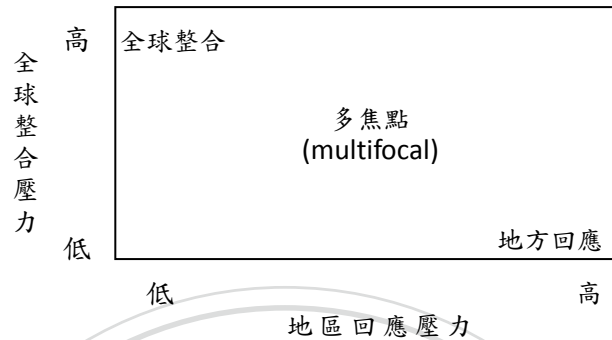 高
全球整合
全球整合壓力
多焦點
(multifocal)
地方回應
低
低
高
地區回應壓力